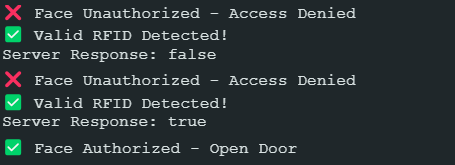 ❌ Face Unauthorized - Access Denied
✅ Valid RFID Detected!
Server Response: false
❌ Face Unauthorized - Access Denied
✅ Valid RFID Detected!
Server Response: true
✅ Face Authorized - Open Door